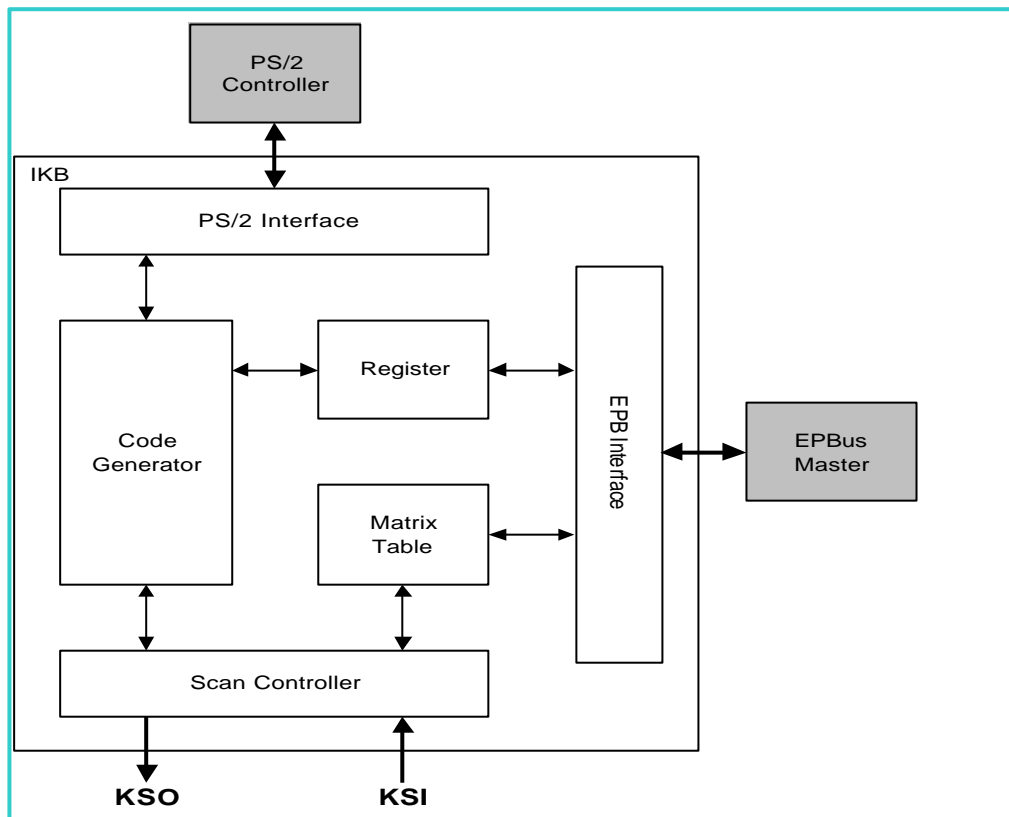 PS/2
Controller
IKB
PS/2 Interface
Code
Generator
Register
Matrix
Table
EPB Interface
EPBus
Master
Scan Controller
KSO
KSI